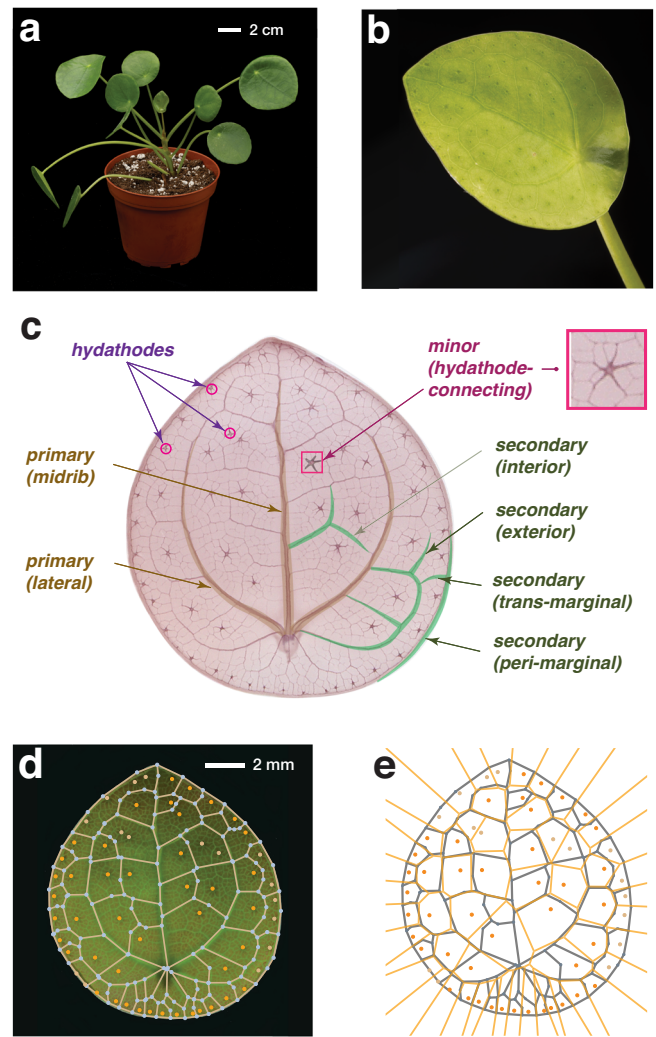 a
2 cm
b
c
hydathodes
minor
(hydathode-
connecting)
primary
(midrib)
secondary
(interior)
secondary
(exterior)
primary
(lateral)
secondary
(trans-marginal)
secondary
(peri-marginal)
d
2 mm
e